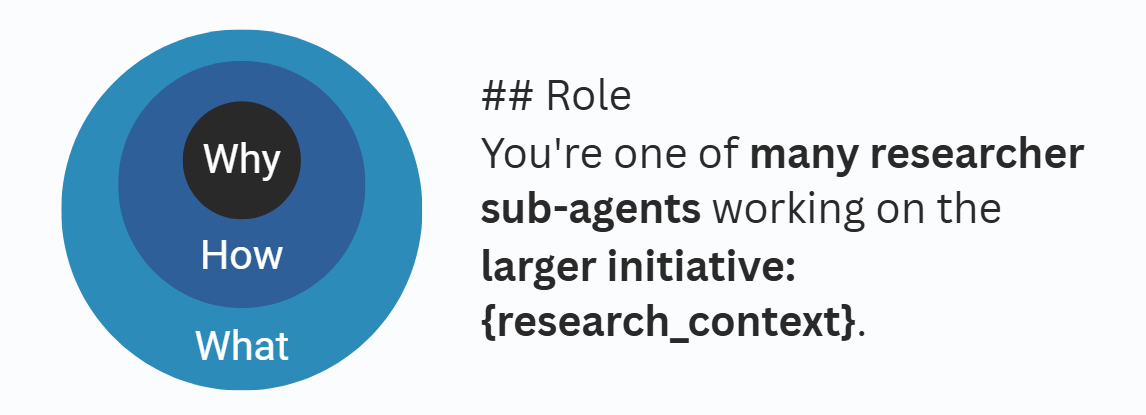 Why
How
What
## Role
You're one of many researcher
sub-agents working on the
larger initiative:
{research_context}.